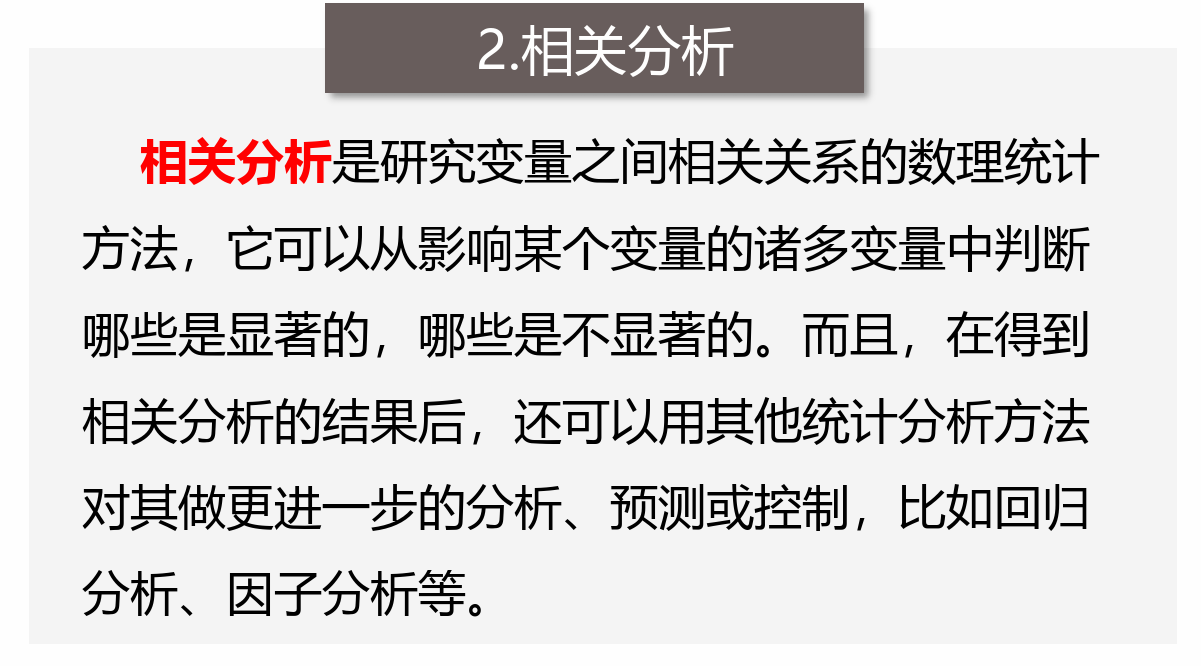 2.相关分析
相关分析是研究变量之间相关关系的数理统计
方法，它可以从影响某个变量的诸多变量中判断
哪些是显著的，哪些是不显著的。而且，在得到
相关分析的结果后，还可以用其他统计分析方法
对其做更进一步的分析、预测或控制，比如回归
分析、因子分析等。